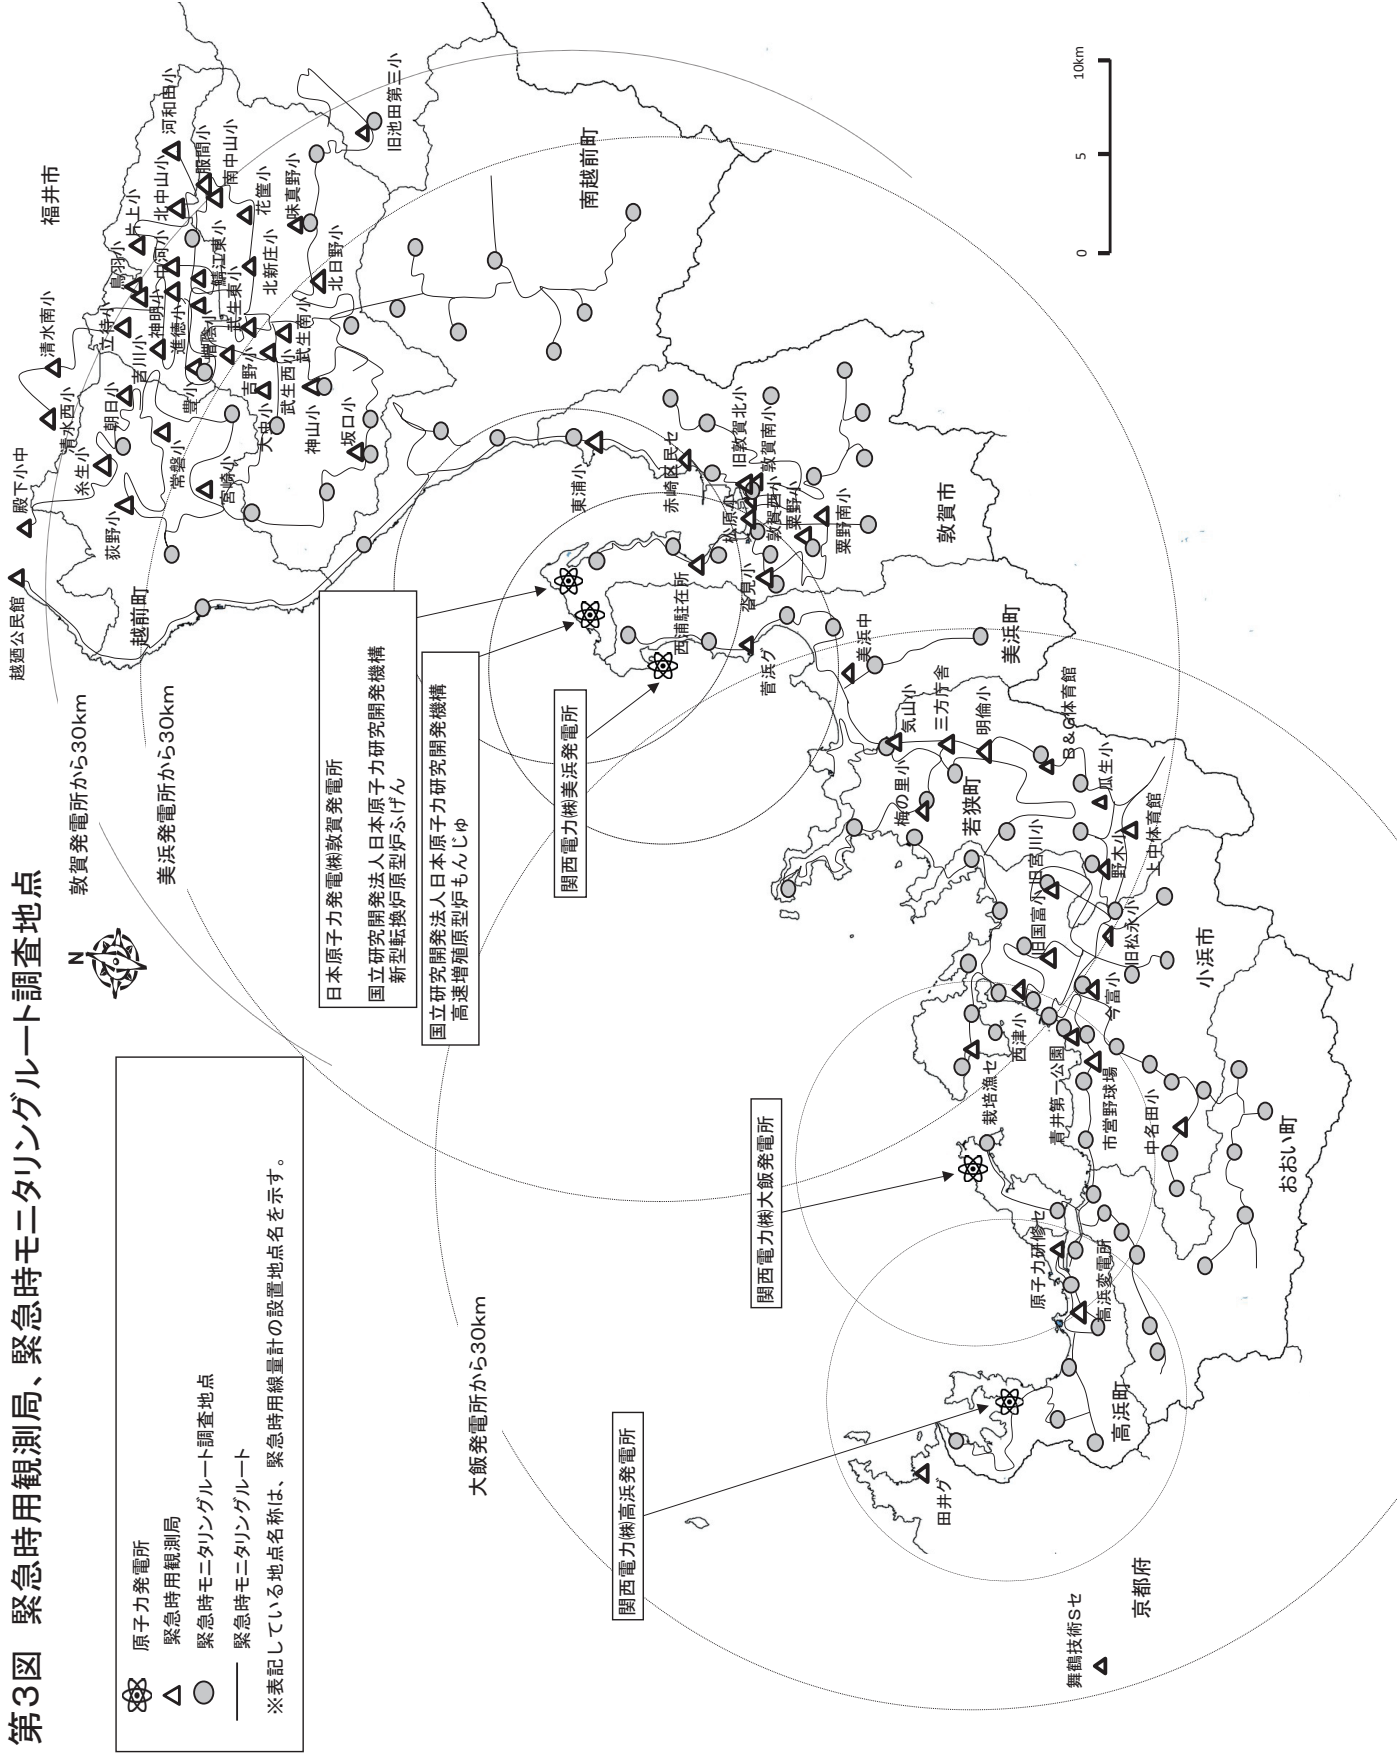 第3図　緊急時用観測局、緊急時モニタリングルート調査地点
原子力発電所
緊急時用観測局
緊急時モニタリングルート調査地点
緊急時モニタリングルート
※表記している地点名称は、緊急時用線量計の設置地点名を示す。
N
敦賀発電所から30km
美浜発電所から30km
大飯発電所から30km
日本原子力発電㈱敦賀発電所
国立研究開発法人日本原子力研究開発機構
新型転換炉原型炉ふげん
国立研究開発法人日本原子力研究開発機構
高速増殖原型炉もんじゅ
関西電力㈱美浜発電所
関西電力㈱大飯発電所
関西電力㈱高浜発電所
福井市
越廼公民館
殿下小中
清水西小
清水南小
越前町
荻野小
糸生小
朝日小
常磐小
宮崎小
立待小
吉川小
豊小
鳥羽小
神明小
進徳小
惜陰小
片上小
中河小
北中山小
河和田小
鯖江東小
服間小
南中山小
花筐小
味真野小
北新庄小
北日野小
武生東小
武生南小
武生西小
吉野小
大虫小
神山小
坂口小
旧池田第三小
南越前町
東浦小
赤崎区民セ
旧敦賀北小
敦賀南小
松原小
敦賀西小
粟野小
粟野南小
沓見小
西浦駐在所
敦賀市
菅浜グ
美浜中
美浜町
気山小
三方庁舎
明倫小
B&G体育館
梅の里小
若狭町
瓜生小
上中体育館
野木小
旧宮川小
旧国富小
旧松永小
小浜市
今富小
西津小
栽培漁セ
青井第一公園
市営野球場
中名田小
おおい町
原子力研修セ
高浜変電所
高浜町
田井グ
京都府
舞鶴技術Sセ
0
5
10km